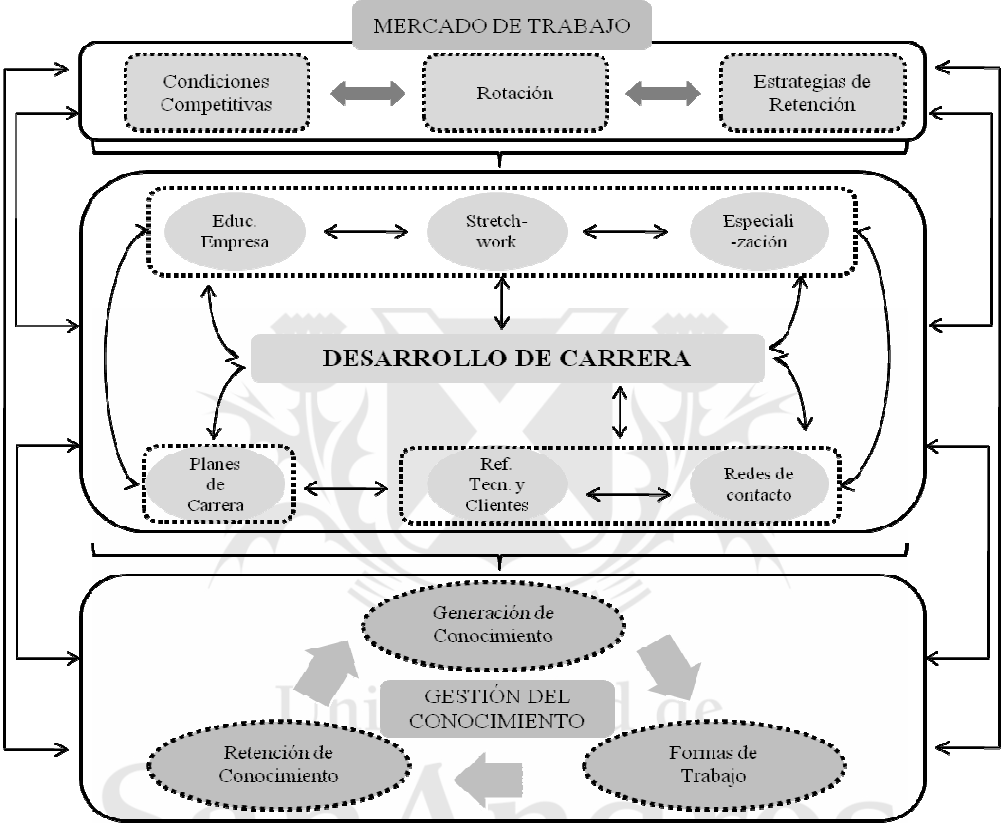 MERCADO DE TRABAJO
Condiciones
Competitivas
Rotación
Estrategias de
Retención
Educ.
Empresa
Stretch-
work
Especiali
-zación
DESARROLLO DE CARRERA
Planes
de
Carrera
Ref.
Tecn. y
Clientes
Redes de
contacto
Generación de
Conocimiento
GESTIÓN DEL
CONOCIMIENTO
Retención de
Conocimiento
Formas de
Trabajo